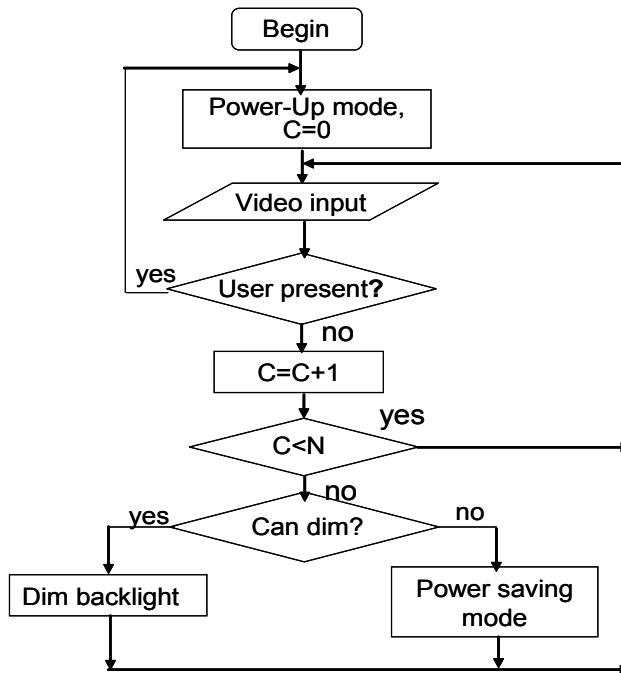 Begin
Power-Up mode,
C=0
Video input
yes
User present?
no
C=C+1
yes
C<N
no
yes
Can dim?
no
Dim backlight
Power saving
mode